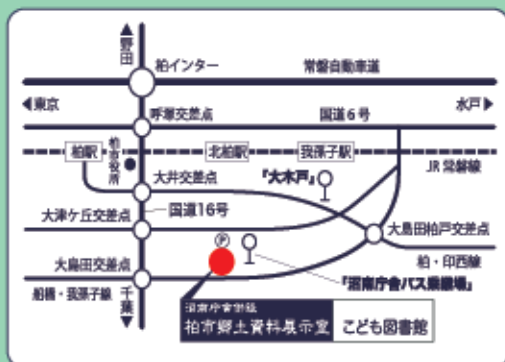 ▲野田
柏インター
常磐自動車道
◀東京
呼塚交差点
国道6号
水戸▶
柏駅
柏市役所
北柏駅
我孫子駅
JR常磐線
大井交差点
「大木戸」
大津ケ丘交差点
国道16号
大島田柏戸交差点
Ⓟ
大島田交差点
柏・印西線
船橋・我孫子線
千葉▼
「沼南庁舎バス乗継場」
沼南庁舎併設
柏市郷土資料展示室
こども図書館